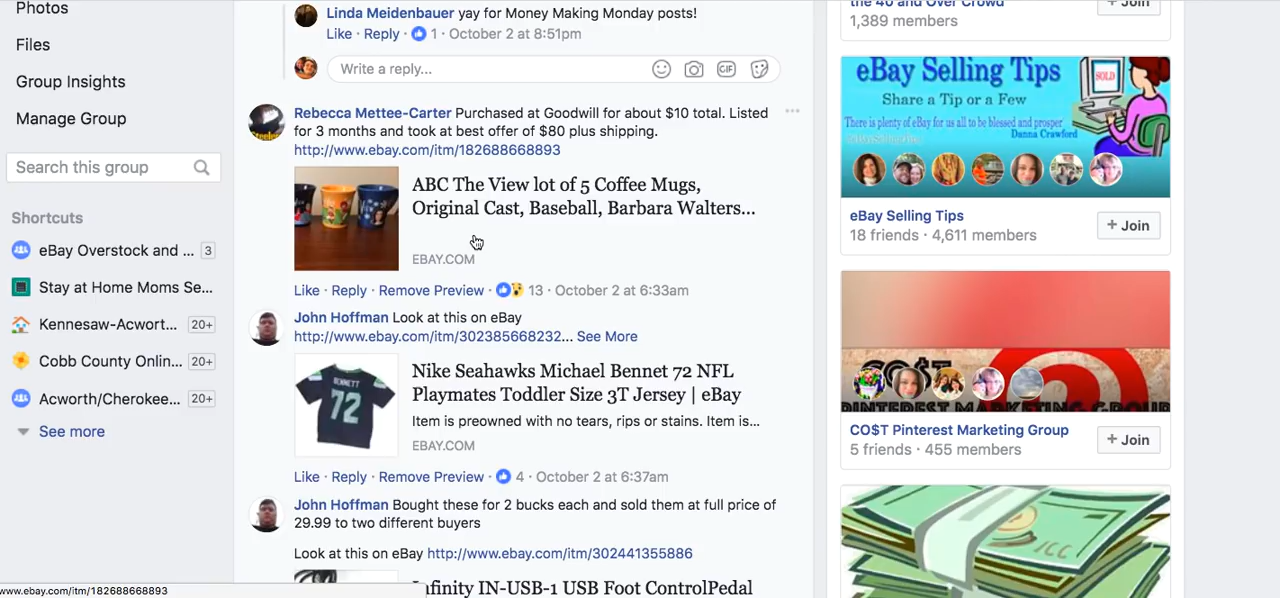 Photos
Files
Group Insights
Manage Group
Search this group
Shortcuts
eBay Overstock and ... 3
Stay at Home Moms Se...
Kennesaw-Acwort... 20+
Cobb County Onlin... 20+
Acworth/Cherokee... 20+
See more
www.ebay.com/itm/182688668893
Linda Meidenbauer yay for Money Making Monday posts!
Like · Reply · 1 · October 2 at 8:51pm
Write a reply...
GIF
Rebecca Mettee-Carter Purchased at Goodwill for about $10 total. Listed
for 3 months and took at best offer of $80 plus shipping.
http://www.ebay.com/itm/182688668893
ABC The View lot of 5 Coffee Mugs,
Original Cast, Baseball, Barbara Walters...
EBAY.COM
Like · Reply · Remove Preview · 13 · October 2 at 6:33am
John Hoffman Look at this on eBay
http://www.ebay.com/itm/302385668232... See More
BENNETT
72
Nike Seahawks Michael Bennet 72 NFL
Playmates Toddler Size 3T Jersey | eBay
Item is preowned with no tears, rips or stains. Item is...
EBAY.COM
Like · Reply · Remove Preview · 4 · October 2 at 6:37am
John Hoffman Bought these for 2 bucks each and sold them at full price of
29.99 to two different buyers
Look at this on eBay http://www.ebay.com/itm/302441355886
Infinity IN-USB-1 USB Foot ControlPedal
the 40 and Over Crowd
1,389 members
+ Join
eBay Selling Tips
SOLD
Share a Tip or a Few
There is plenty of eBay for us all to be blessed and prosper
Danna Crawford
eBay Selling Tips
18 friends · 4,611 members
+ Join
CO$T
PINTEREST MARKETING GROUP
CO$T Pinterest Marketing Group
5 friends · 455 members
+ Join